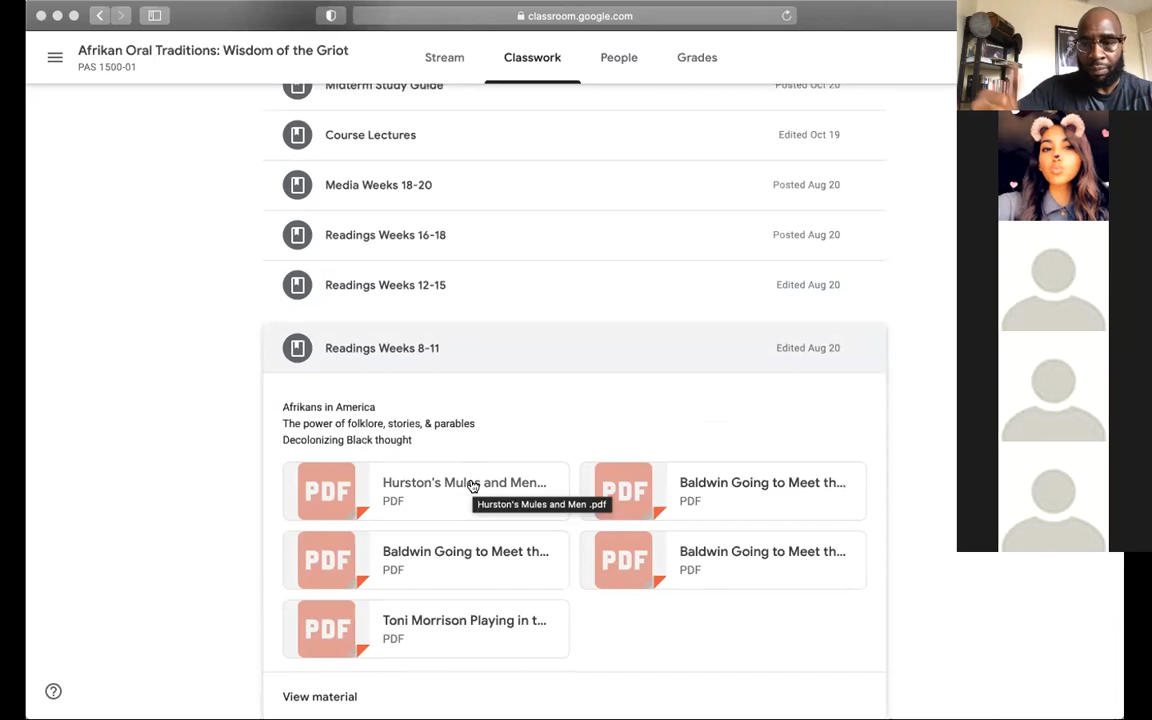 classroom.google.com
Afrikan Oral Traditions: Wisdom of the Griot
PAS 1500-01
Stream
Classwork
People
Grades
Midterm Study Guide
Posted Oct 20
Course Lectures
Edited Oct 19
Media Weeks 18-20
Posted Aug 20
Readings Weeks 16-18
Posted Aug 20
Readings Weeks 12-15
Edited Aug 20
Readings Weeks 8-11
Edited Aug 20
Afrikans in America
The power of folklore, stories, & parables
Decolonizing Black thought
PDF
Hurston's Mules and Men...
PDF
Hurston's Mules and Men .pdf
PDF
Baldwin Going to Meet th...
PDF
PDF
Baldwin Going to Meet th...
PDF
PDF
Baldwin Going to Meet th...
PDF
PDF
Toni Morrison Playing in t...
PDF
View material